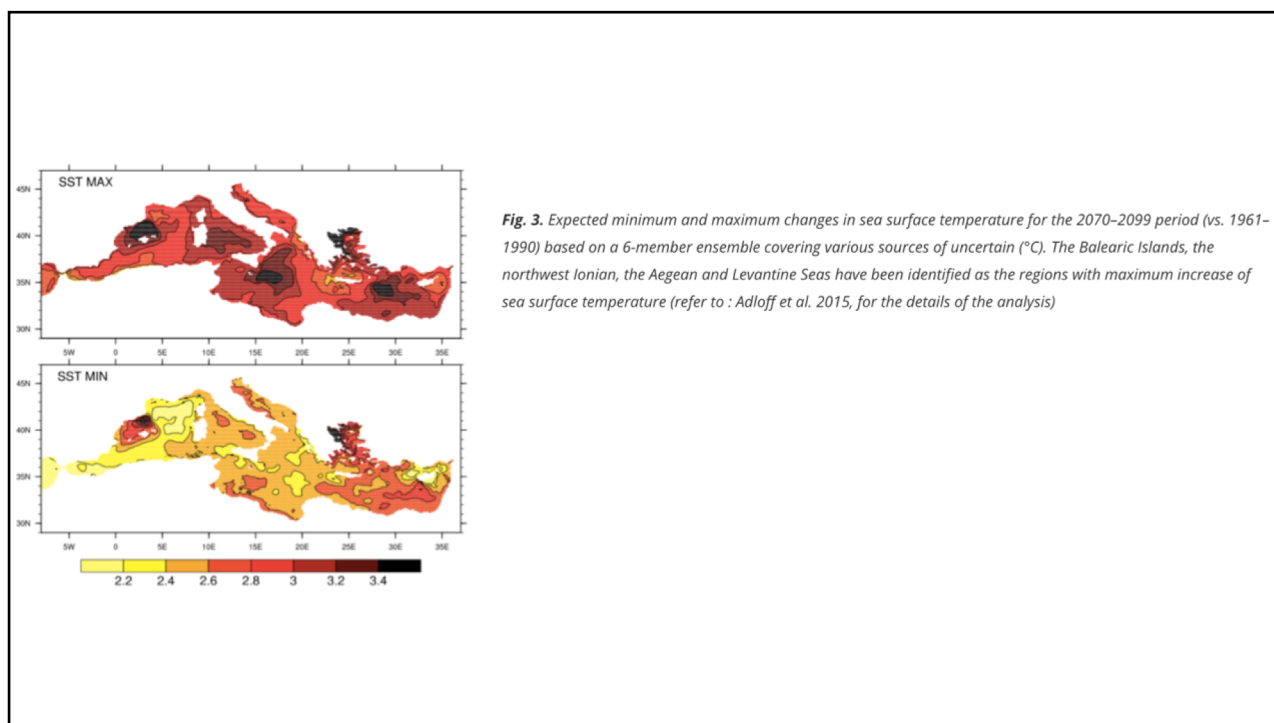 SST MAX
45N
40N
35N
30N
5W 0 5E 10E 15E 20E 25E 30E 35E
SST MIN
45N
40N
35N
30N
5W 0 5E 10E 15E 20E 25E 30E 35E
2.2 2.4 2.6 2.8 3 3.2 3.4
Fig. 3. Expected minimum and maximum changes in sea surface temperature for the 2070–2099 period (vs. 1961–
1990) based on a 6-member ensemble covering various sources of uncertain (°C). The Balearic Islands, the
northwest Ionian, the Aegean and Levantine Seas have been identified as the regions with maximum increase of
sea surface temperature (refer to : Adloff et al. 2015, for the details of the analysis)